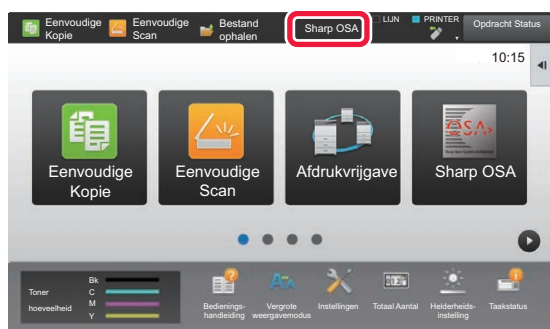 Eenvoudige Kopie
Eenvoudige Scan
Bestand ophalen
Sharp OSA
LIJN
PRINTER
Opdracht Status
10:15
Eenvoudige
Kopie
Eenvoudige
Scan
Afdrukvrijgave
OSA
Sharp OSA
Toner
hoeveelheid
Bk
C
M
Y
Bedienings-
handleiding
Vergrote
weergavemodus
Instellingen
Totaal Aantal
Helderheids-
instelling
Taakstatus